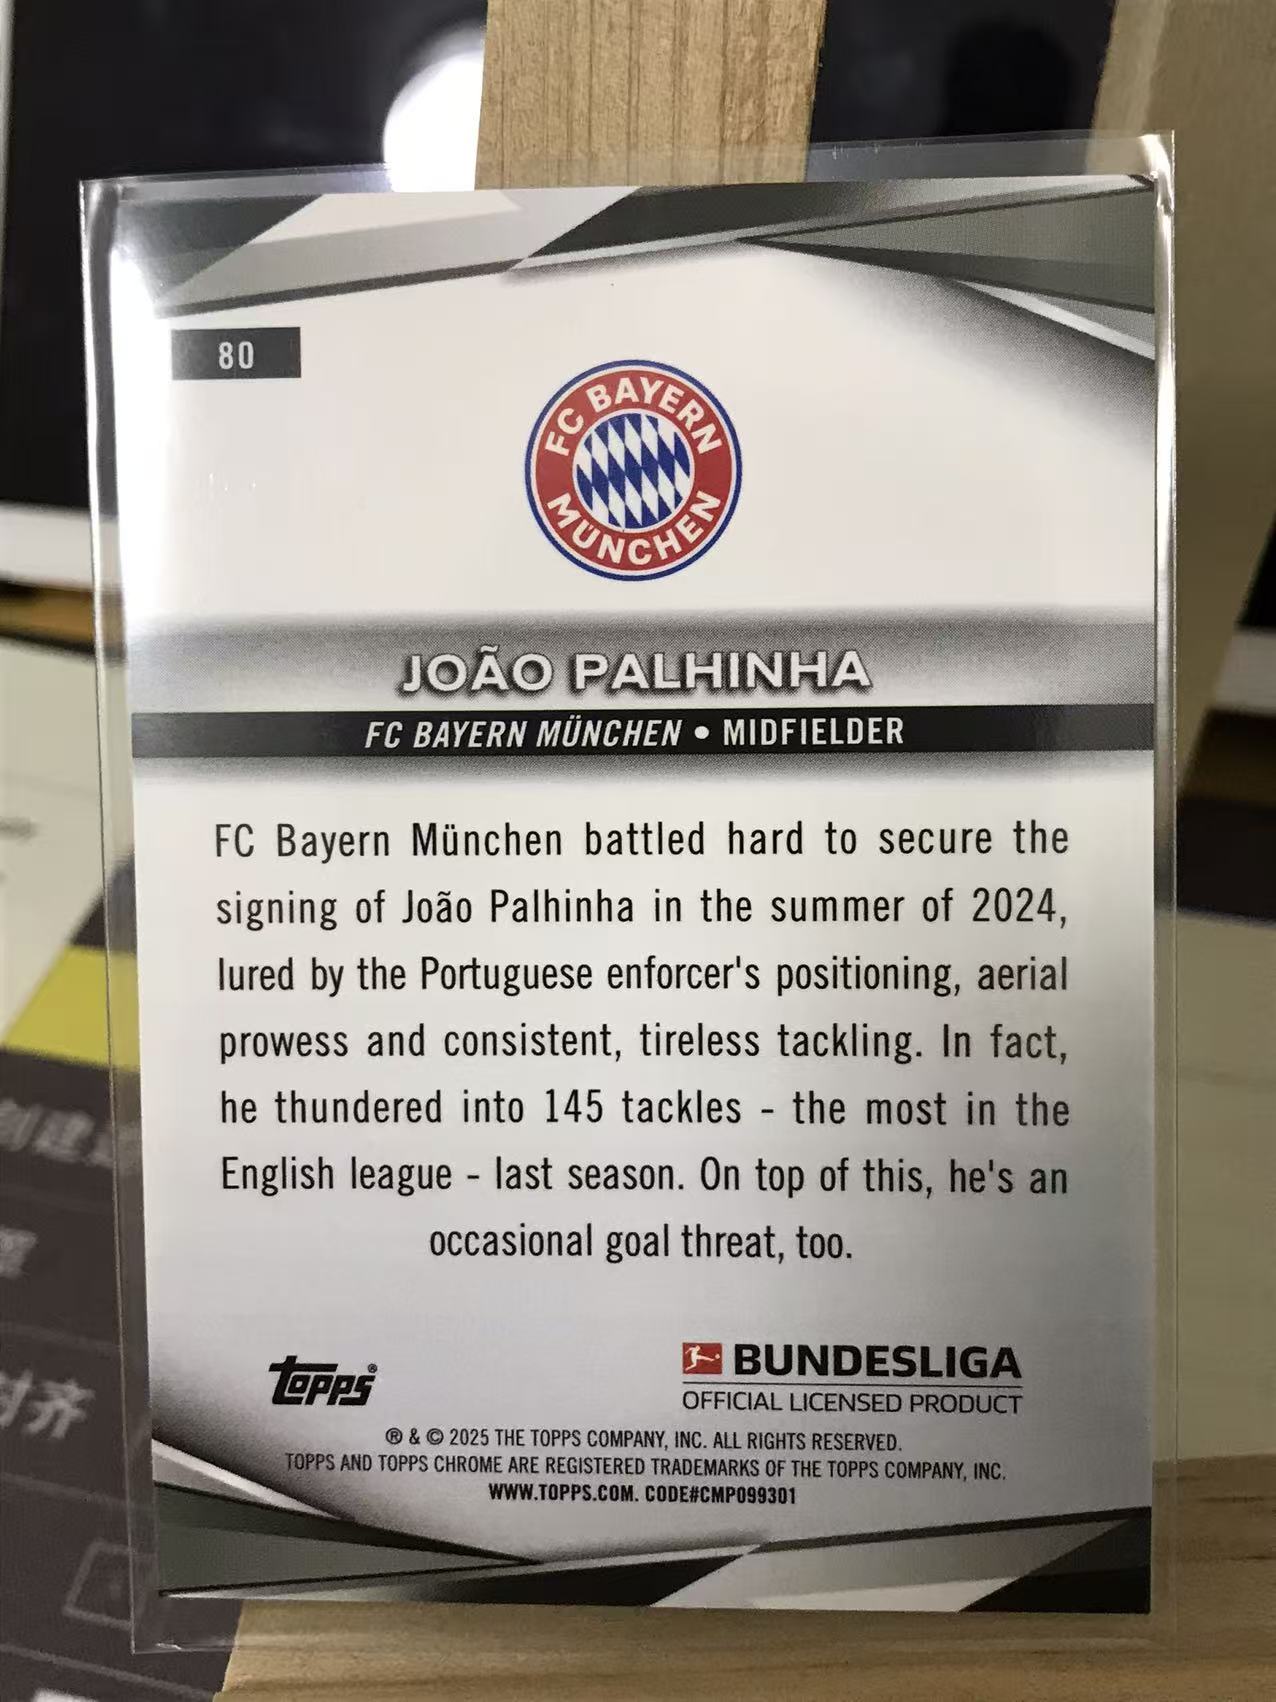 80
FC BAYERN
MÜNCHEN
JOÃO PALHINHA
FC BAYERN MÜNCHEN • MIDFIELDER
FC Bayern München battled hard to secure the
signing of João Palhinha in the summer of 2024,
lured by the Portuguese enforcer's positioning, aerial
prowess and consistent, tireless tackling. In fact,
he thundered into 145 tackles - the most in the
English league - last season. On top of this, he's an
occasional goal threat, too.
Topps®
BUNDESLIGA
OFFICIAL LICENSED PRODUCT
® & © 2025 THE TOPPS COMPANY, INC. ALL RIGHTS RESERVED.
TOPPS AND TOPPS CHROME ARE REGISTERED TRADEMARKS OF THE TOPPS COMPANY, INC.
WWW.TOPPS.COM. CODE#CMP099301
创建
对齐